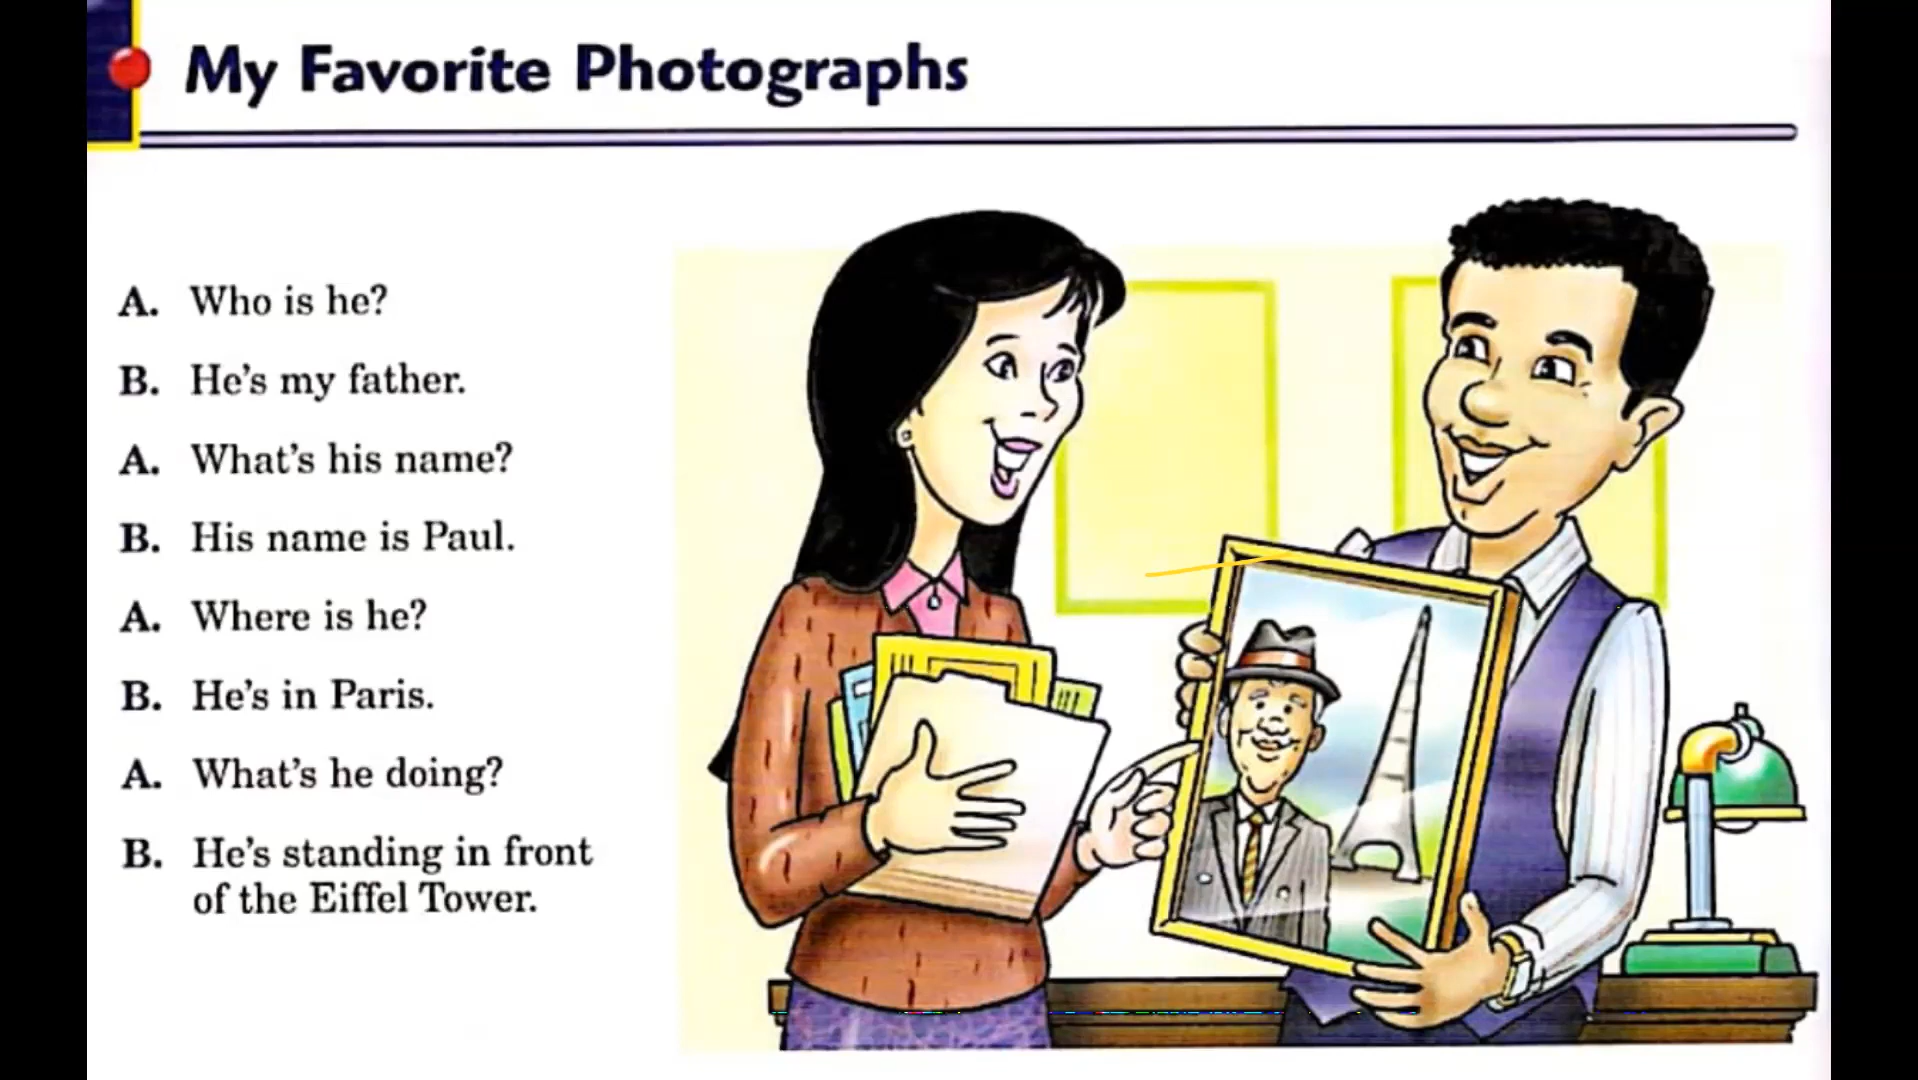 My Favorite Photographs
A. Who is he?
B. He's my father.
A. What's his name?
B. His name is Paul.
A. Where is he?
B. He's in Paris.
A. What's he doing?
B. He's standing in front
of the Eiffel Tower.